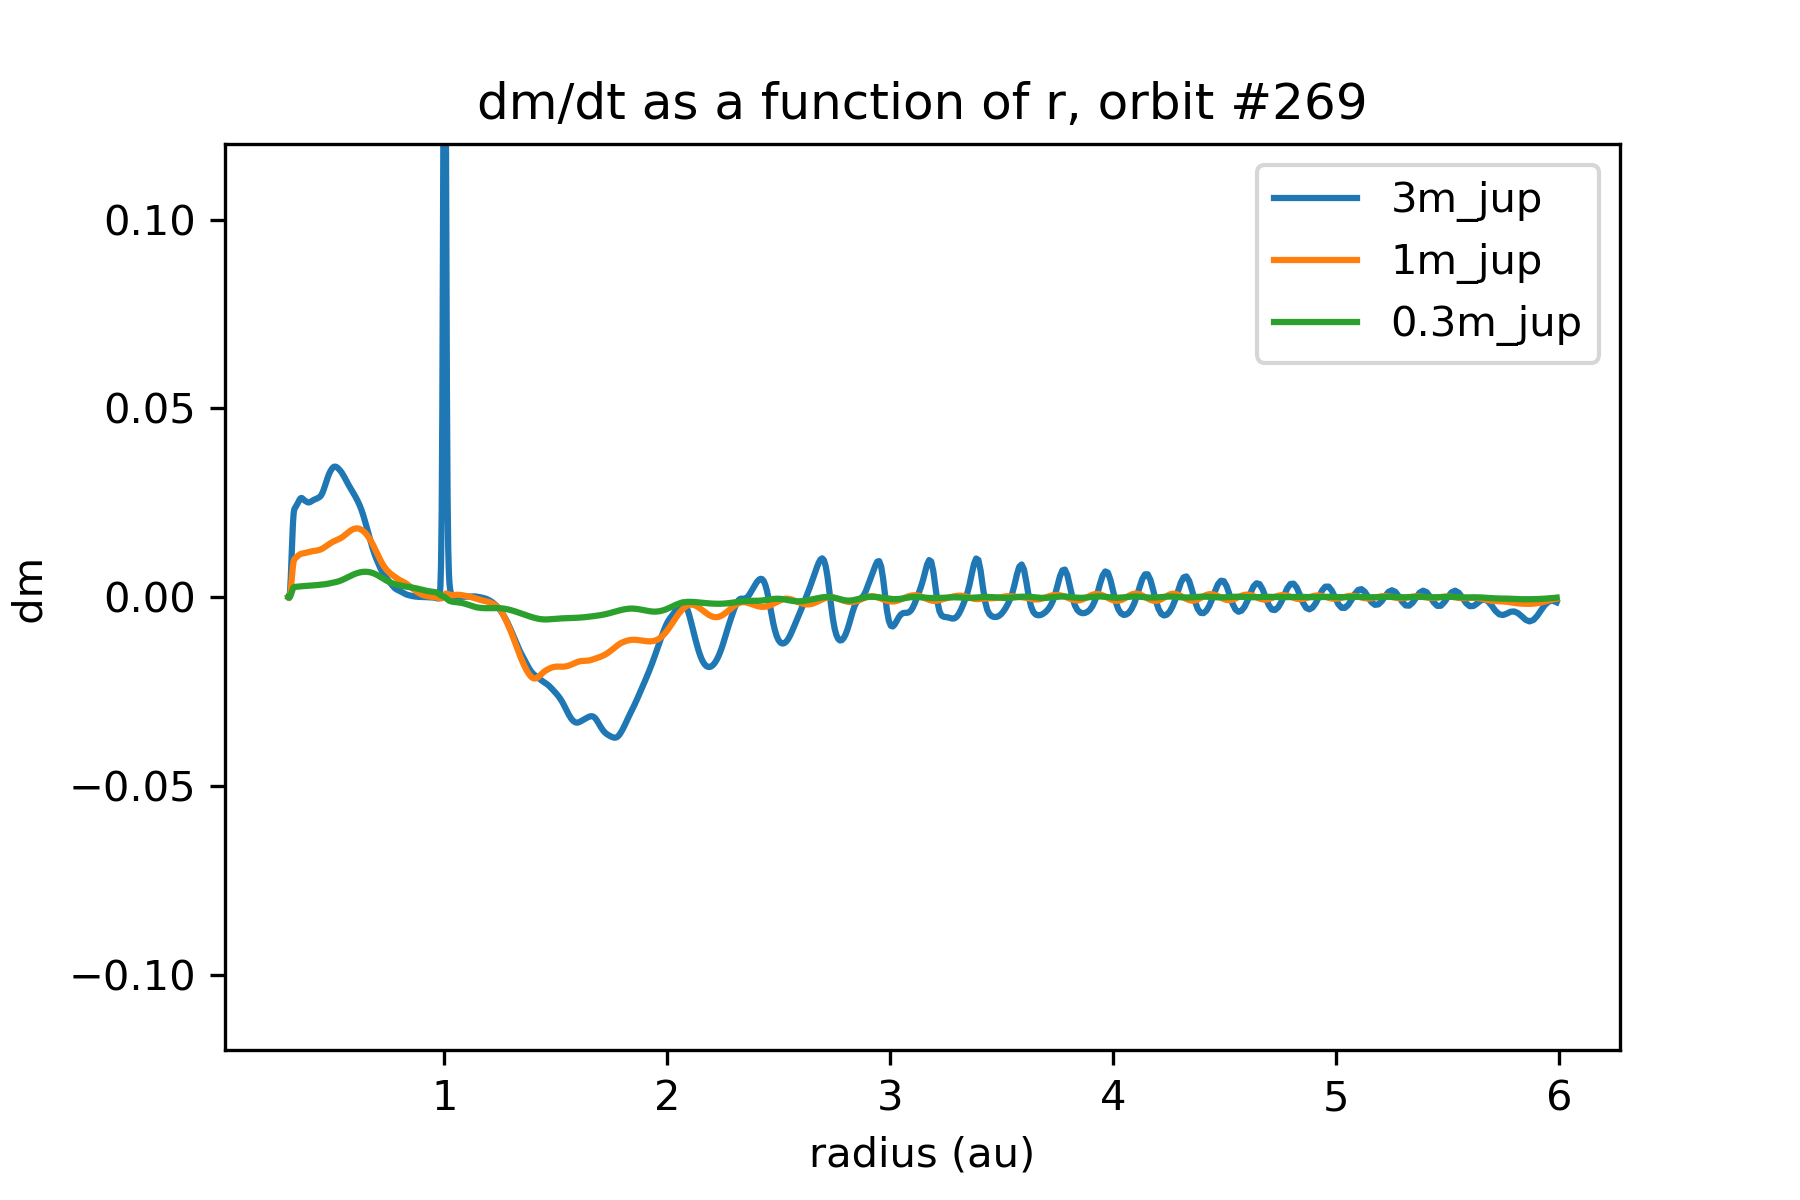 dm/dt as a function of r, orbit #269
3m_jup
1m_jup
0.3m_jup
0.10
0.05
0.00
−0.05
−0.10
dm
1 2 3 4 5 6
radius (au)